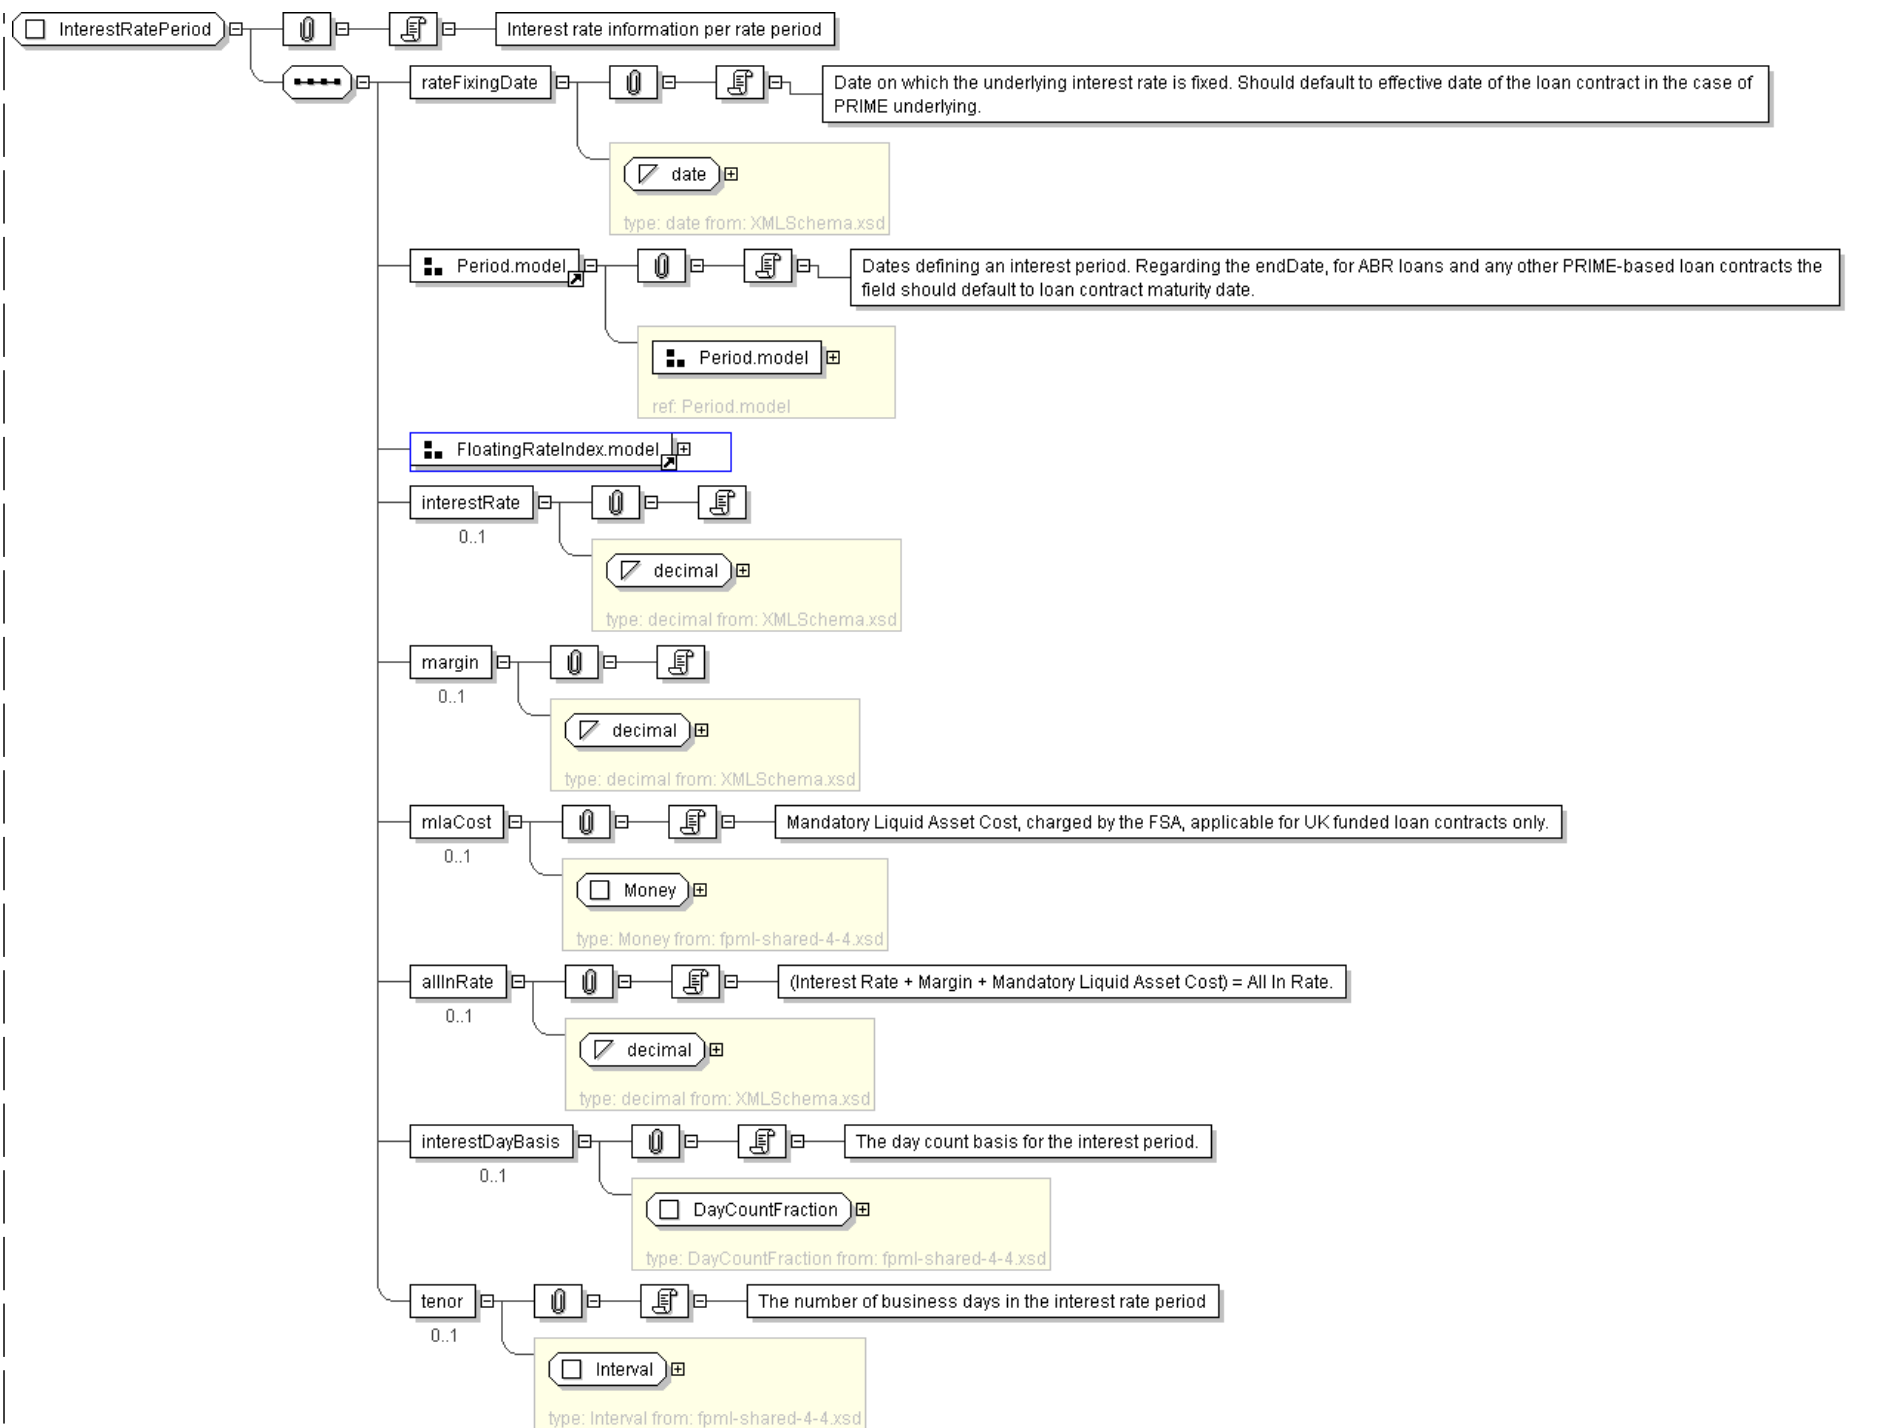 InterestRatePeriod
Interest rate information per rate period
rateFixingDate
Date on which the underlying interest rate is fixed. Should default to effective date of the loan contract in the case of
PRIME underlying.
date
type: date from: XMLSchema.xsd
Period.model
Dates defining an interest period. Regarding the endDate, for ABR loans and any other PRIME-based loan contracts the
field should default to loan contract maturity date.
Period.model
ref: Period.model
FloatingRateIndex.model
interestRate
0..1
decimal
type: decimal from: XMLSchema.xsd
margin
0..1
decimal
type: decimal from: XMLSchema.xsd
mlaCost
Mandatory Liquid Asset Cost, charged by the FSA, applicable for UK funded loan contracts only.
0..1
Money
type: Money from: fpml-shared-4-4.xsd
allInRate
(Interest Rate + Margin + Mandatory Liquid Asset Cost) = All In Rate.
0..1
decimal
type: decimal from: XMLSchema.xsd
interestDayBasis
The day count basis for the interest period.
0..1
DayCountFraction
type: DayCountFraction from: fpml-shared-4-4.xsd
tenor
The number of business days in the interest rate period
0..1
Interval
type: Interval from: fpml-shared-4-4.xsd